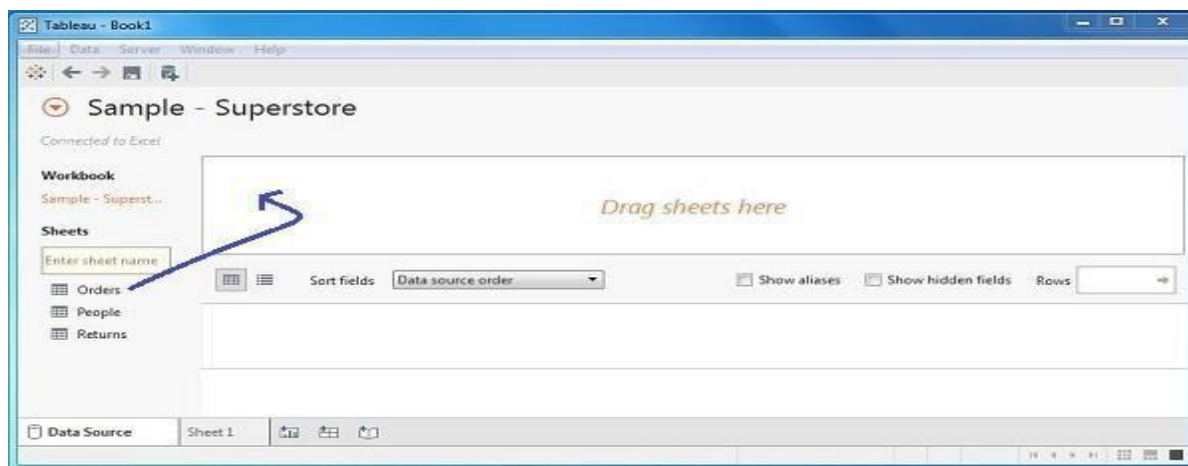 Tableau - Book1
File Data Server Window Help
Sample - Superstore
Connected to Excel
Workbook
Sample - Superst...
Sheets
Enter sheet name
Orders
People
Returns
Drag sheets here
Sort fields Data source order Show aliases Show hidden fields Rows
Data Source Sheet 1